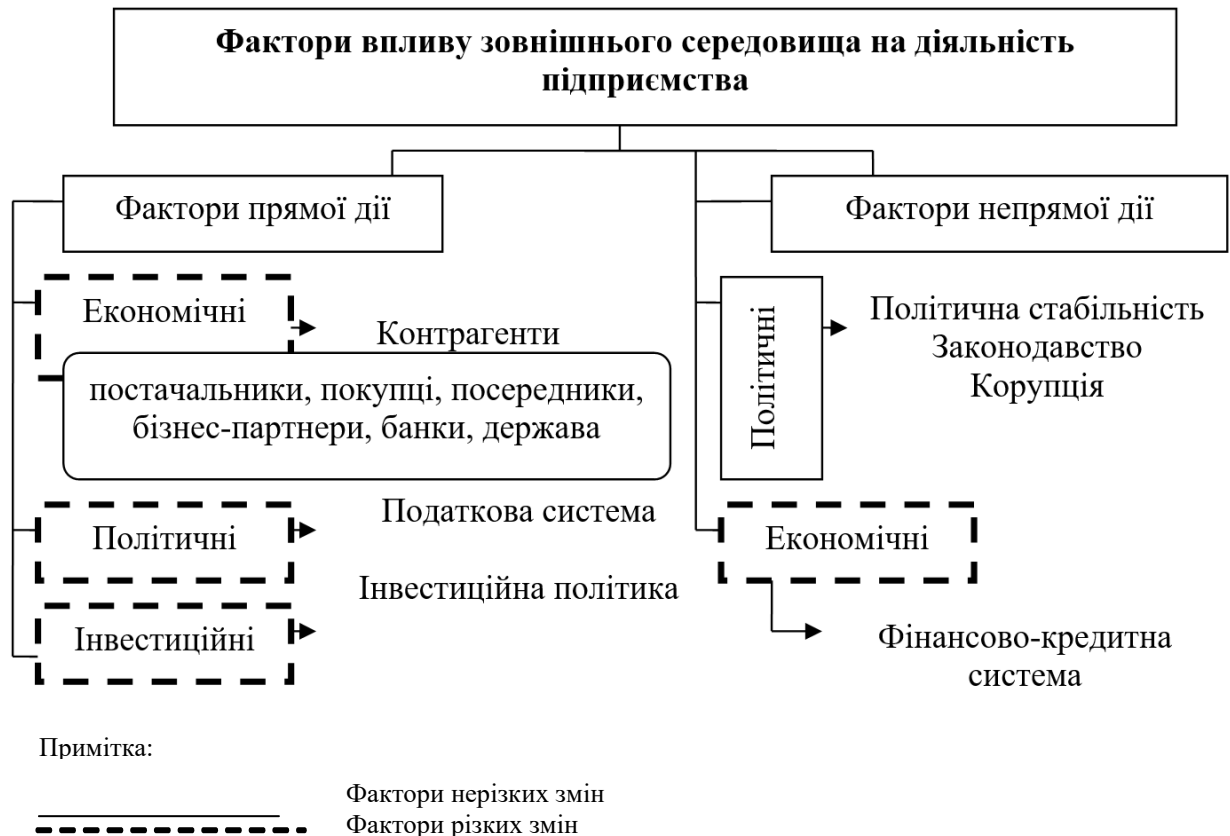 Фактори впливу зовнішнього середовища на діяльність
підприємства
Фактори прямої дії
Економічні
Контрагенти
постачальники, покупці, посередники,
бізнес-партнери, банки, держава
Політичні
Податкова система
Інвестиційні
Інвестиційна політика
Фактори непрямої дії
Політичні
Політична стабільність
Законодавство
Корупція
Економічні
Фінансово-кредитна
система
Примітка:
Фактори нерізких змін
Фактори різких змін